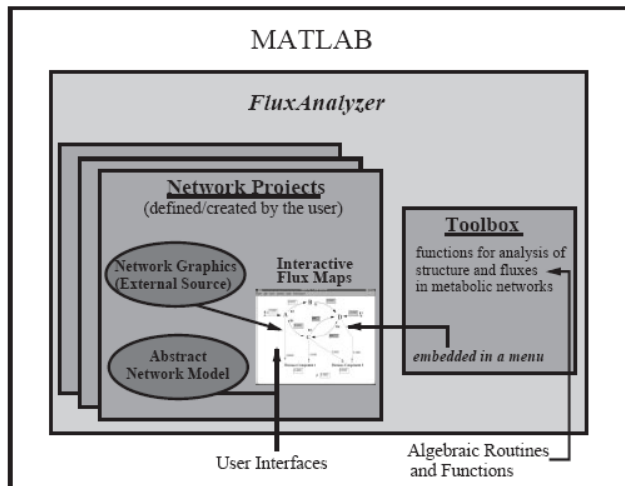 MATLAB
FluxAnalyzer
Network Projects
(defined/created by the user)
Network Graphics
(External Source)
Interactive
Flux Maps
Abstract
Network Model
Toolbox
functions for analysis of
structure and fluxes
in metabolic networks
embedded in a menu
User Interfaces
Algebraic Routines
and Functions